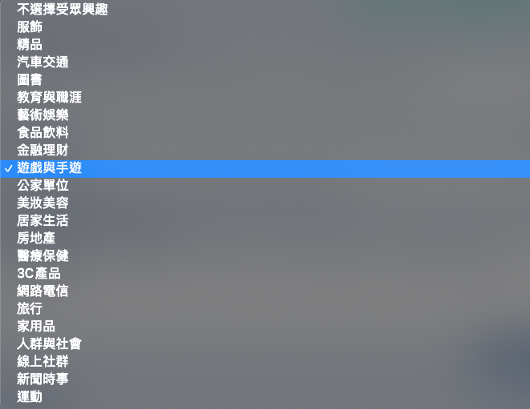 不選擇受眾興趣
服飾
精品
汽車交通
圖書
教育與職涯
藝術娛樂
食品飲料
金融理財
✓ 遊戲與手遊
公家單位
美妝美容
居家生活
房地產
醫療保健
3C產品
網路電信
旅行
家用品
人群與社會
線上社群
新聞時事
運動